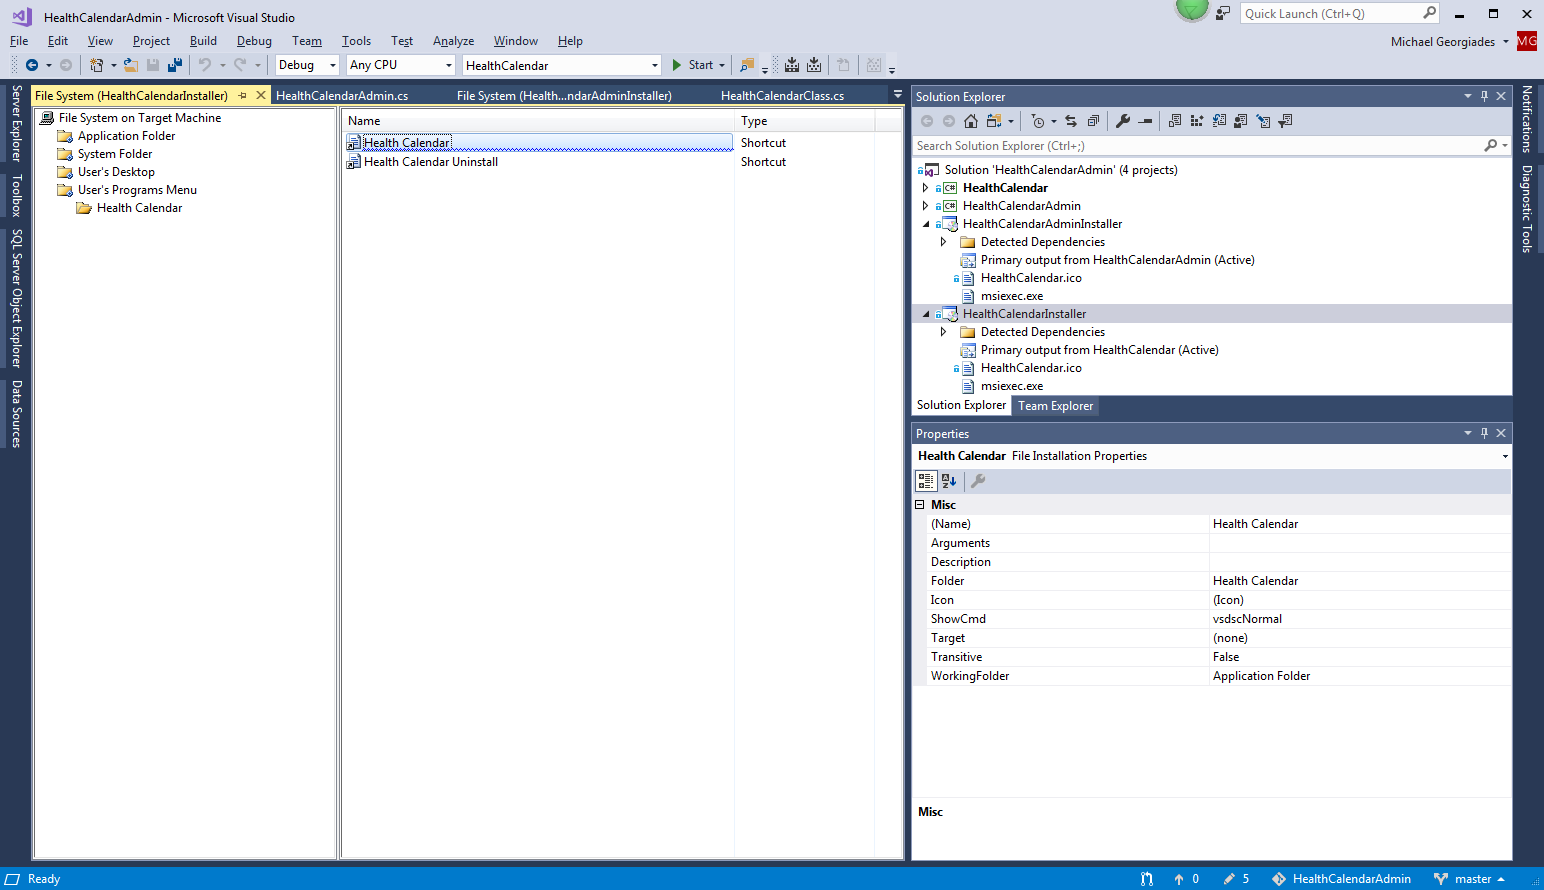 HealthCalendarAdmin - Microsoft Visual Studio
Quick Launch (Ctrl+Q)
File Edit View Project Build Debug Team Tools Test Analyze Window Help
Michael Georgiades MG
Debug Any CPU HealthCalendar Start
Server Explorer
Toolbox
SQL Server Object Explorer
Data Sources
File System (HealthCalendarInstaller) HealthCalendarAdmin.cs File System (Health...ndarAdminInstaller) HealthCalendarClass.cs
File System on Target Machine
Application Folder
System Folder
User's Desktop
User's Programs Menu
Health Calendar
Name Type
Health Calendar Shortcut
Health Calendar Uninstall Shortcut
Solution Explorer
Search Solution Explorer (Ctrl+;)
Solution 'HealthCalendarAdmin' (4 projects)
C# HealthCalendar
C# HealthCalendarAdmin
HealthCalendarAdminInstaller
Detected Dependencies
Primary output from HealthCalendarAdmin (Active)
HealthCalendar.ico
msiexec.exe
HealthCalendarInstaller
Detected Dependencies
Primary output from HealthCalendar (Active)
HealthCalendar.ico
msiexec.exe
Solution Explorer Team Explorer
Properties
Health Calendar File Installation Properties
Misc
(Name) Health Calendar
Arguments
Description
Folder Health Calendar
Icon (Icon)
ShowCmd vsdscNormal
Target (none)
Transitive False
WorkingFolder Application Folder
Misc
Notifications
Diagnostic Tools
Ready 0 5 HealthCalendarAdmin master